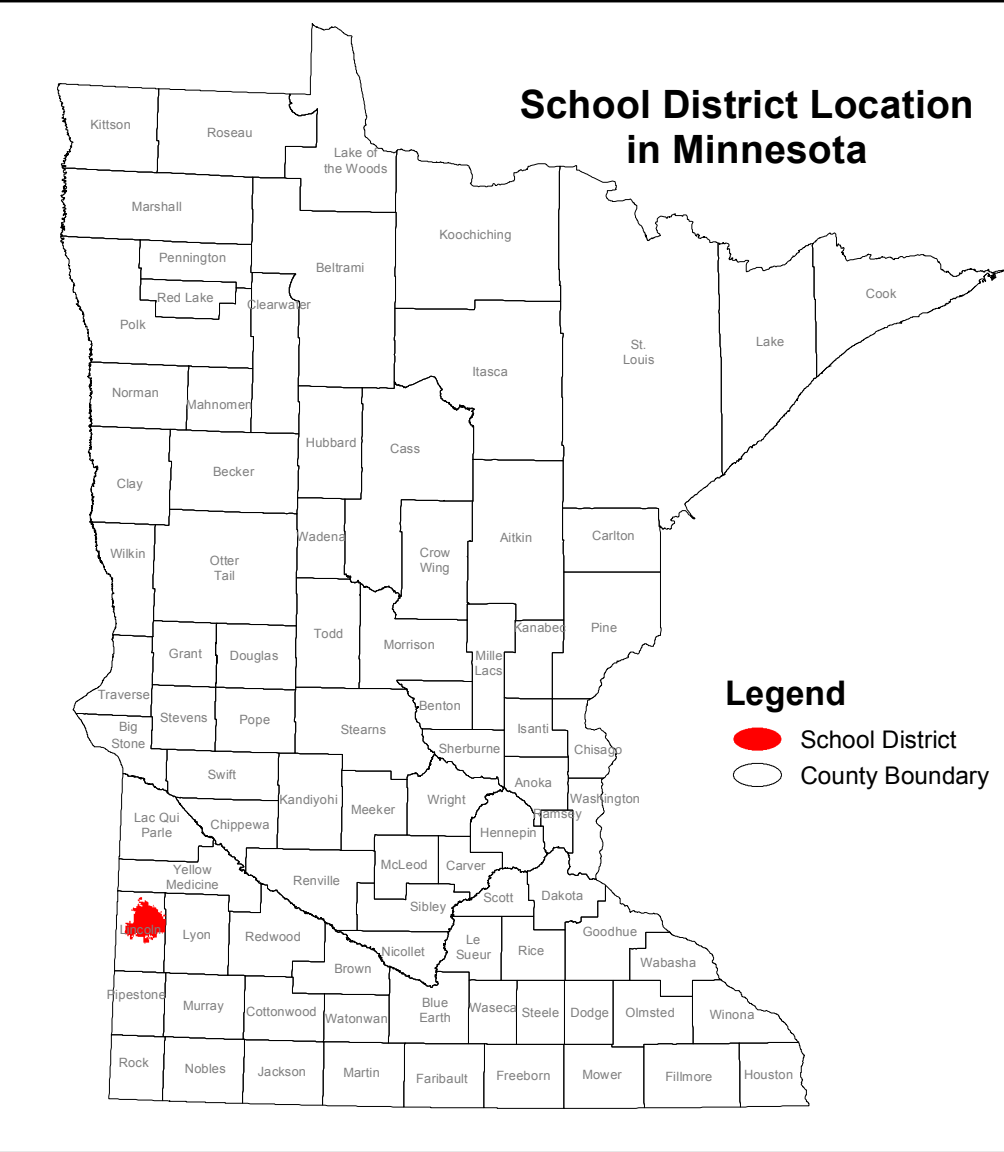 School District Location
in Minnesota
Kittson
Roseau
Lake of
the Woods
Marshall
Koochiching
Pennington
Beltrami
Red Lake
Clearwater
Cook
Polk
St.
Louis
Lake
Itasca
Norman
Mahnomen
Hubbard
Cass
Becker
Clay
Wadena
Aitkin
Carlton
Wilkin
Crow
Wing
Otter
Tail
Todd
Kanabec
Pine
Morrison
Grant
Douglas
Mille
Lacs
Traverse
Benton
Stevens
Pope
Stearns
Isanti
Big
Stone
Sherburne
Chisago
Legend
School District
County Boundary
Swift
Anoka
Kandiyohi
Meeker
Wright
Washington
Ramsey
Lac Qui
Parle
Chippewa
Hennepin
McLeod
Carver
Yellow
Medicine
Renville
Scott
Dakota
Sibley
Lincoln
Lyon
Redwood
Goodhue
Le
Sueur
Rice
Nicollet
Brown
Wabasha
Pipestone
Murray
Cottonwood
Watonwan
Blue
Earth
Waseca
Steele
Dodge
Olmsted
Winona
Rock
Nobles
Jackson
Martin
Faribault
Freeborn
Mower
Fillmore
Houston